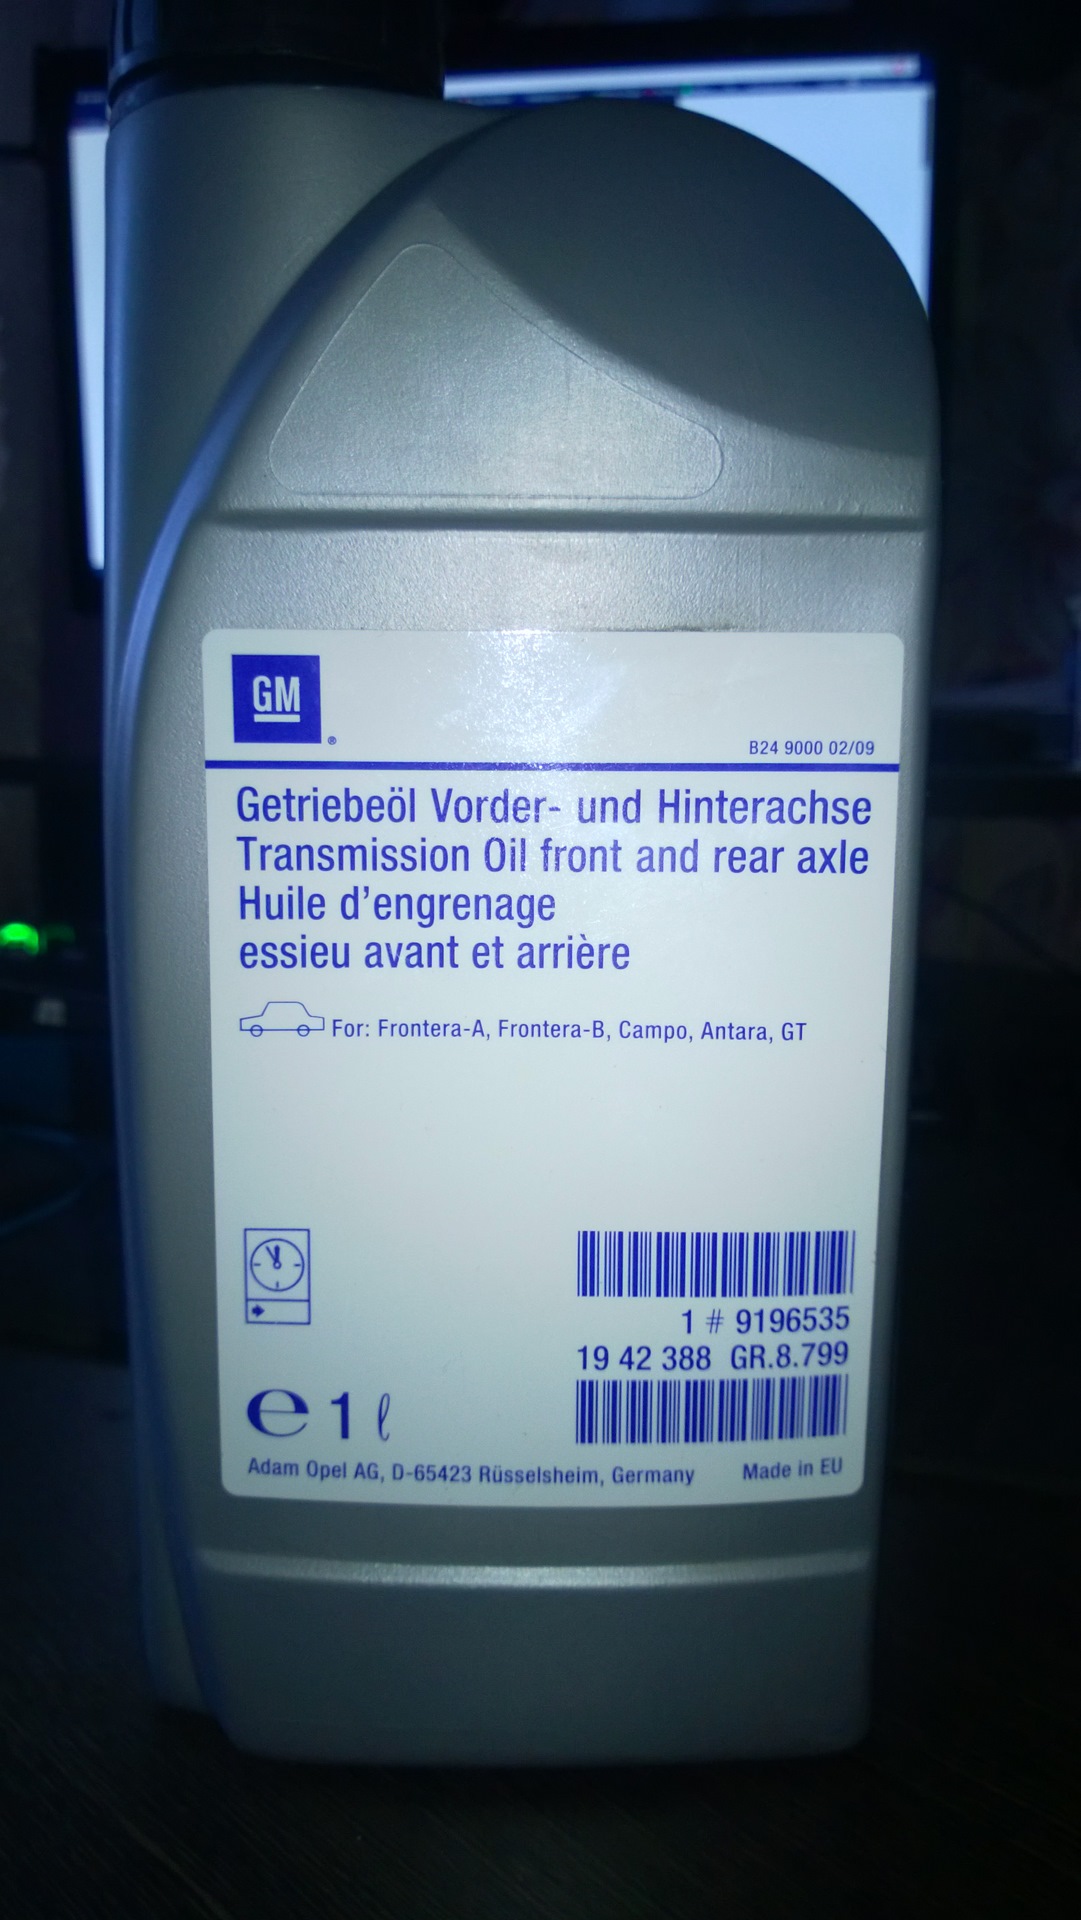 GM
®
B24 9000 02/09
Getriebeöl Vorder- und Hinterachse
Transmission Oil front and rear axle
Huile d'engrenage
essieu avant et arrière
For: Frontera-A, Frontera-B, Campo, Antara, GT
1 # 9196535
19 42 388 GR.8.799
e 1 ℓ
Adam Opel AG, D-65423 Rüsselsheim, Germany Made in EU